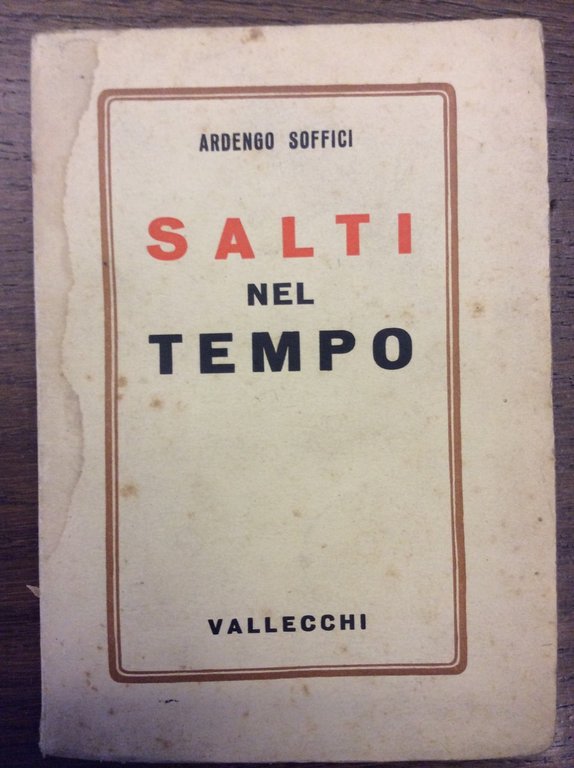 ARDENGO SOFFICI
SALTI
NEL
TEMPO
VALLECCHI